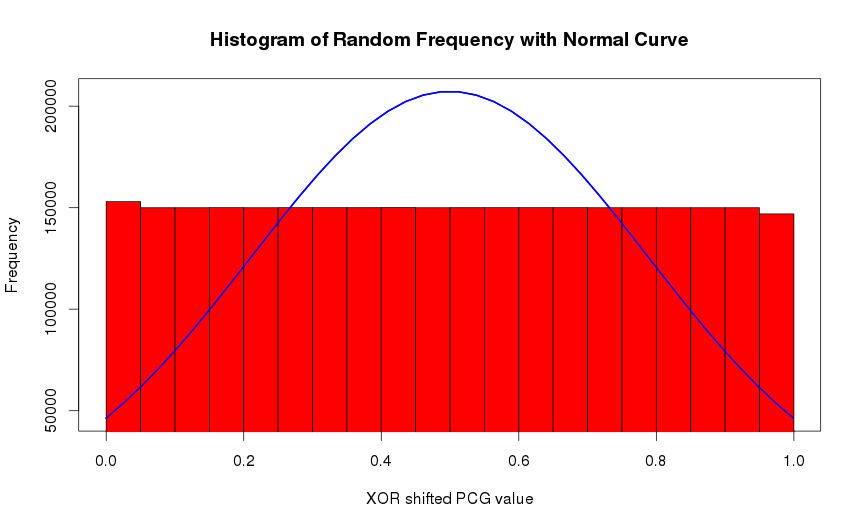 Histogram of Random Frequency with Normal Curve
Frequency
200000
150000
100000
50000
0.0 0.2 0.4 0.6 0.8 1.0
XOR shifted PCG value